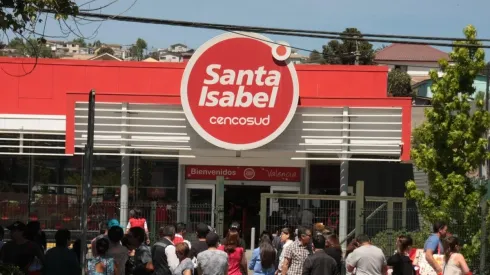 Santa
Isabel
cencosud
Bienvenidos
Valencia